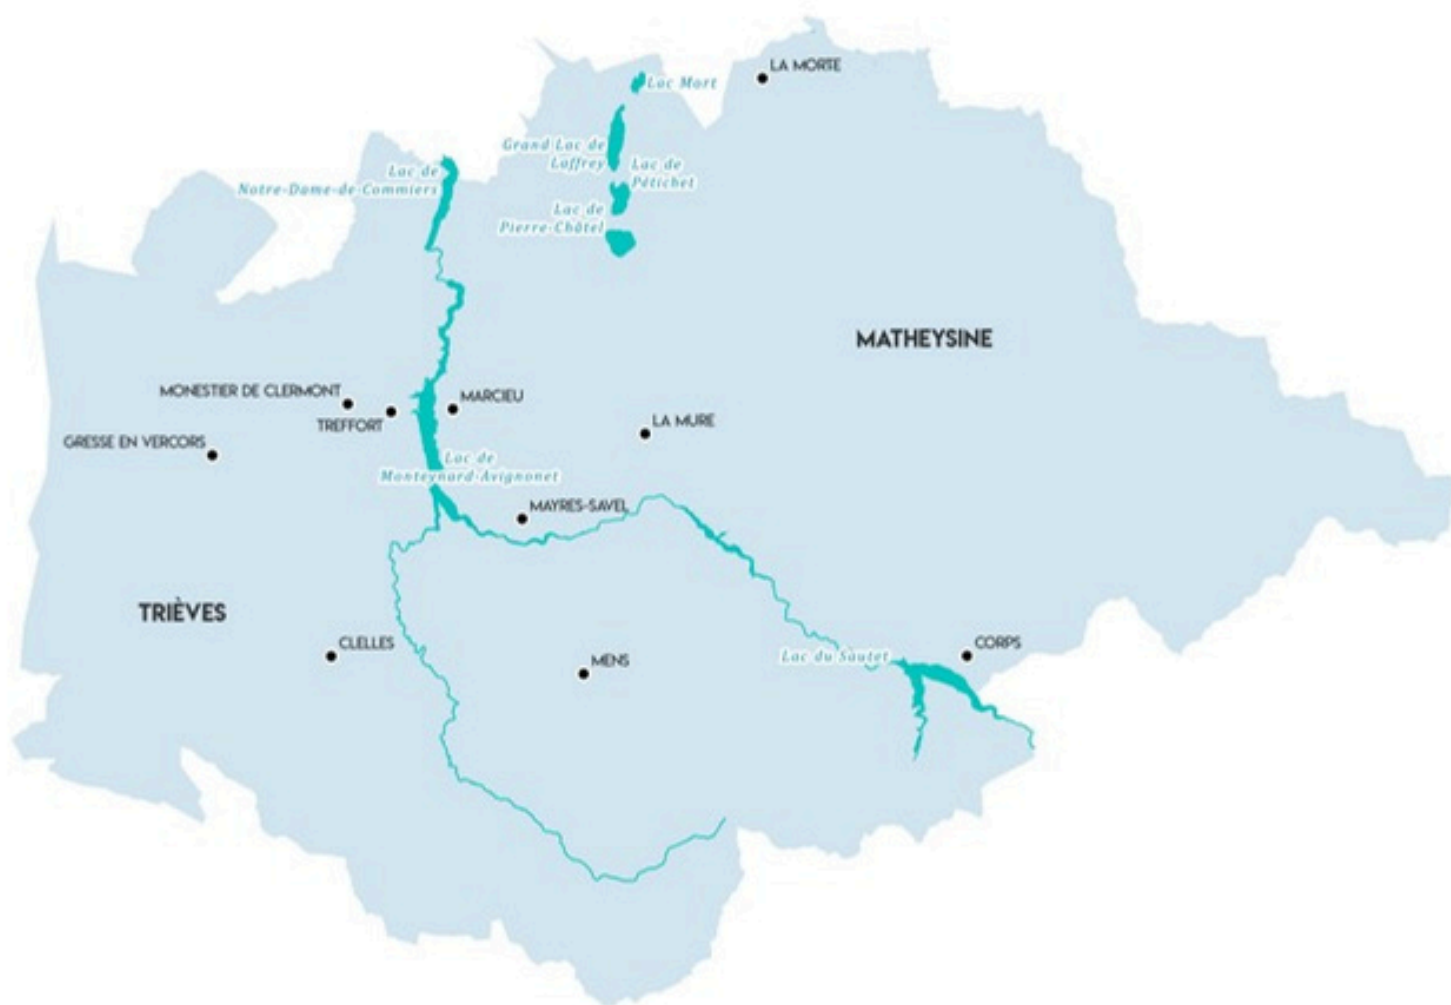 LA MORTE
Lac Mort
Grand Lac de
Laffrey
Lac de
Pétichet
Lac de
Notre-Dame-de-Commiers
Lac de
Pierre-Châtel
MATHEYSINE
MONESTIER DE CLERMONT
MARCIEU
TREFFORT
LA MURE
GRESSE EN VERCORS
Lac de
Monteynard-Avignonet
MAYRES-SAVEL
TRIÈVES
CLELLES
MENS
Lac du Sautet
CORPS